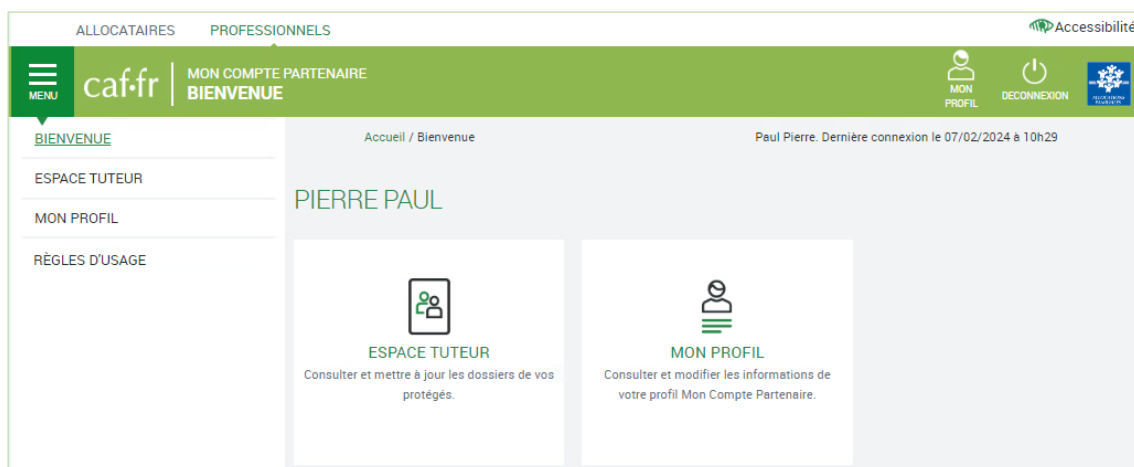 ALLOCATAIRES PROFESSIONNELS Accessibilité
MENU caf.fr MON COMPTE PARTENAIRE
BIENVENUE
MON PROFIL
DECONNEXION
ALLOCATIONS FAMILIALES
BIENVENUE
ESPACE TUTEUR
MON PROFIL
RÈGLES D'USAGE
Accueil / Bienvenue
Paul Pierre. Dernière connexion le 07/02/2024 à 10h29
PIERRE PAUL
ESPACE TUTEUR
Consulter et mettre à jour les dossiers de vos
protégés.
MON PROFIL
Consulter et modifier les informations de
votre profil Mon Compte Partenaire.